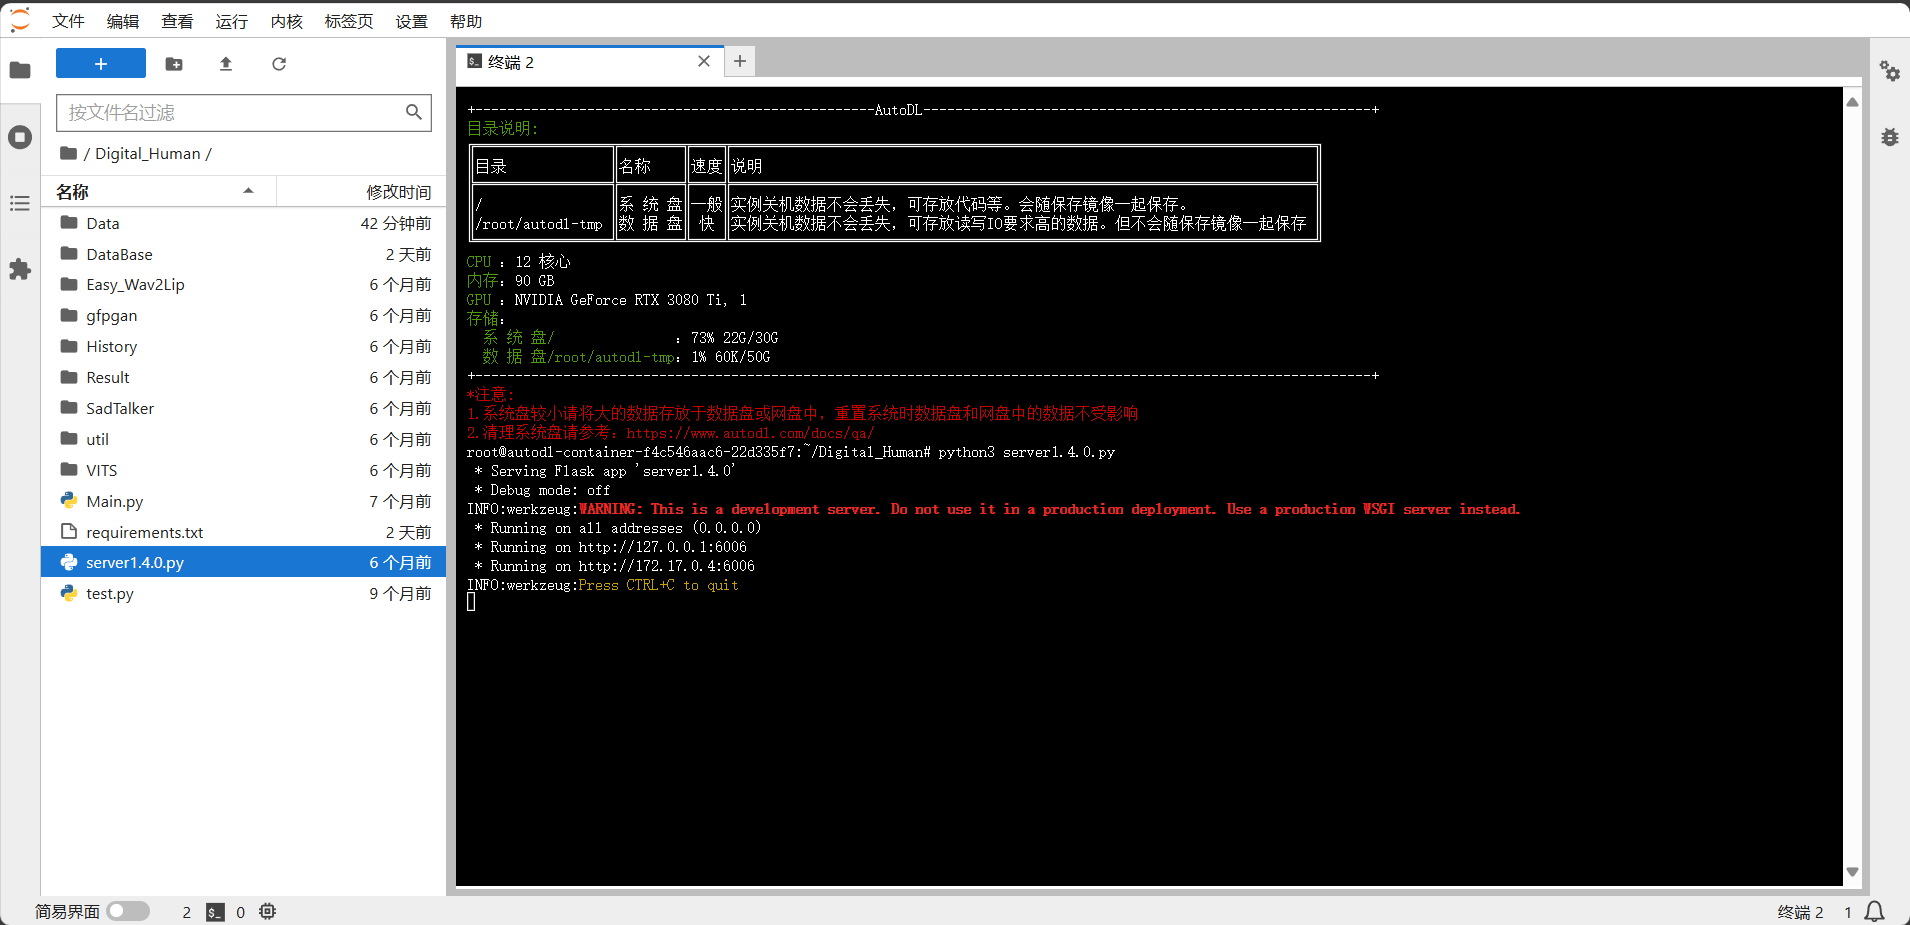 文件 编辑 查看 运行 内核 标签页 设置 帮助
+
按文件名过滤
/ Digital_Human /
名称 修改时间
Data 42 分钟前
DataBase 2 天前
Easy_Wav2Lip 6 个月前
gfpgan 6 个月前
History 6 个月前
Result 6 个月前
SadTalker 6 个月前
util 6 个月前
VITS 6 个月前
Main.py 7 个月前
requirements.txt 2 天前
server1.4.0.py 6 个月前
test.py 9 个月前
终端 2
+--------------------------------------------------AutoDL--------------------------------------------------------+
目录说明:
目录 名称 速度 说明
/ 系 统 盘 一般 实例关机数据不会丢失，可存放代码等。会随保存镜像一起保存。
/root/autodl-tmp 数 据 盘 快 实例关机数据不会丢失，可存放读写IO要求高的数据。但不会随保存镜像一起保存
CPU ：12 核心
内存：90 GB
GPU ：NVIDIA GeForce RTX 3080 Ti, 1
存储：
系 统 盘/ ：73% 22G/30G
数 据 盘/root/autodl-tmp：1% 60K/50G
+----------------------------------------------------------------------------------------------------------------+
*注意:
1.系统盘较小请将大的数据存放于数据盘或网盘中，重置系统时数据盘和网盘中的数据不受影响
2.清理系统盘请参考：https://www.autodl.com/docs/qa/
root@autodl-container-f4c546aac6-22d335f7:~/Digital_Human# python3 server1.4.0.py
* Serving Flask app 'server1.4.0'
* Debug mode: off
INFO:werkzeug:WARNING: This is a development server. Do not use it in a production deployment. Use a production WSGI server instead.
* Running on all addresses (0.0.0.0)
* Running on http://127.0.0.1:6006
* Running on http://172.17.0.4:6006
INFO:werkzeug:Press CTRL+C to quit
简易界面 2 $_ 0
终端 2 1